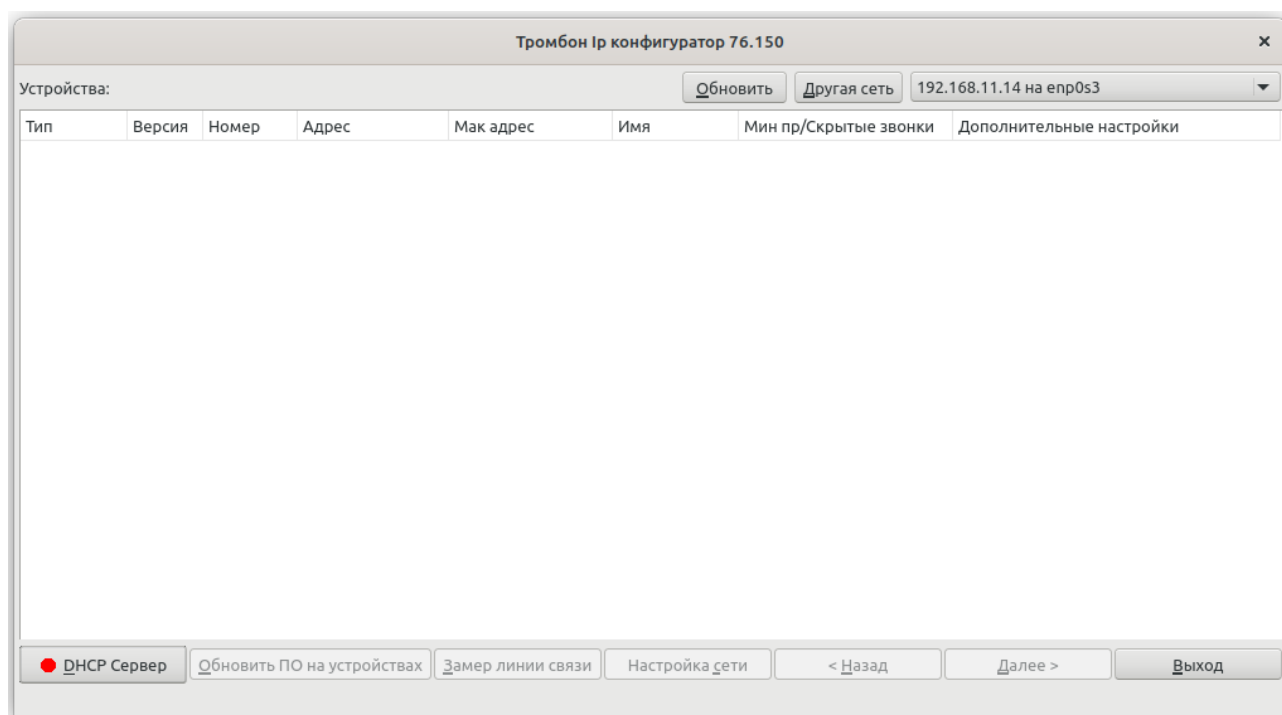 Тромбон Ip конфигуратор 76.150
×
Устройства: Обновить Другая сеть 192.168.11.14 на enp0s3
Тип Версия Номер Адрес Мак адрес Имя Мин пр/Скрытые звонки Дополнительные настройки
DHCP Сервер Обновить ПО на устройствах Замер линии связи Настройка сети < Назад Далее > Выход